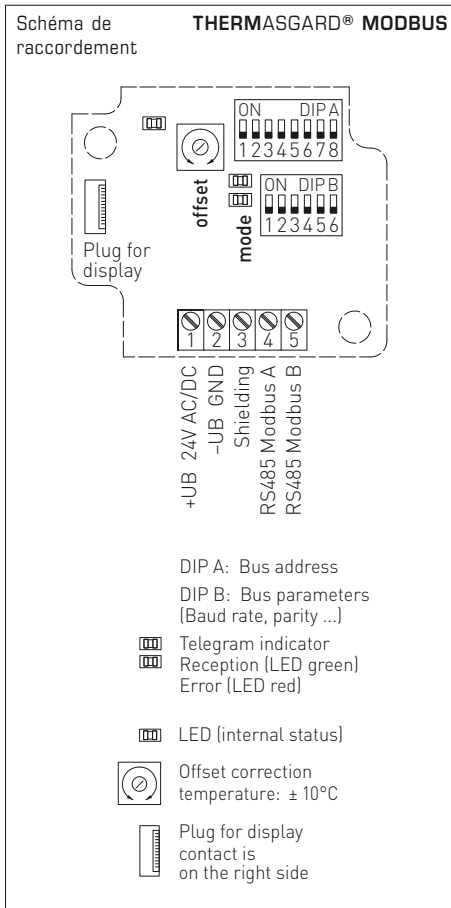 Schéma de
raccordement
THERMASGARD® MODBUS
ON DIP A
1 2 3 4 5 6 7 8
offset
ON DIP B
1 2 3 4 5 6
mode
Plug for
display
1 2 3 4 5
+UB 24V AC/DC
–UB GND
Shielding
RS485 Modbus A
RS485 Modbus B
DIP A: Bus address
DIP B: Bus parameters
(Baud rate, parity ...)
Telegram indicator
Reception (LED green)
Error (LED red)
LED (internal status)
Offset correction
temperature: ± 10°C
Plug for display
contact is
on the right side